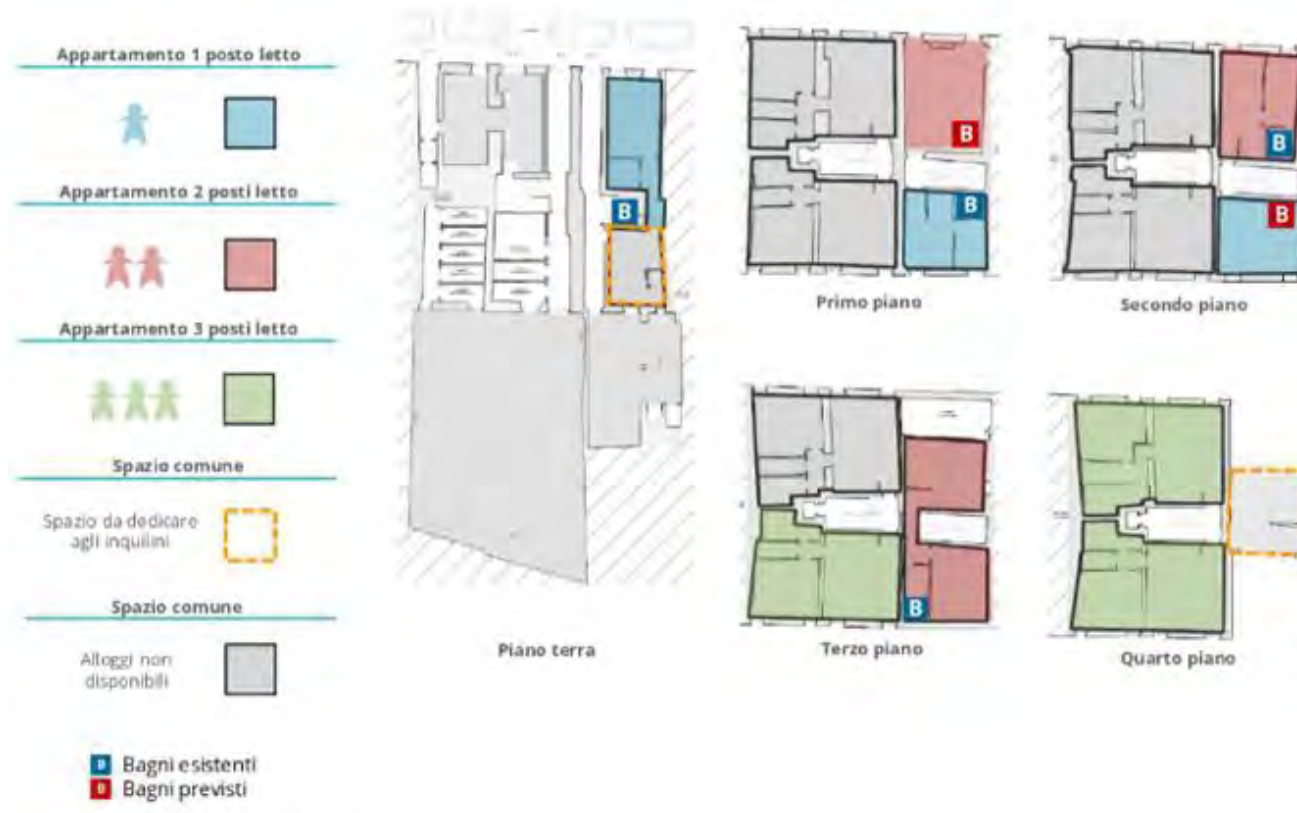 Appartamento 1 posto letto
Appartamento 2 posti letto
Appartamento 3 posti letto
Spazio comune
Spazio da dedicare
agli inquilini
Spazio comune
Alloggi non
disponibili
B Bagni esistenti
B Bagni previsti
B
Piano terra
B
B
Primo piano
B
B
Secondo piano
B
Terzo piano
Quarto piano